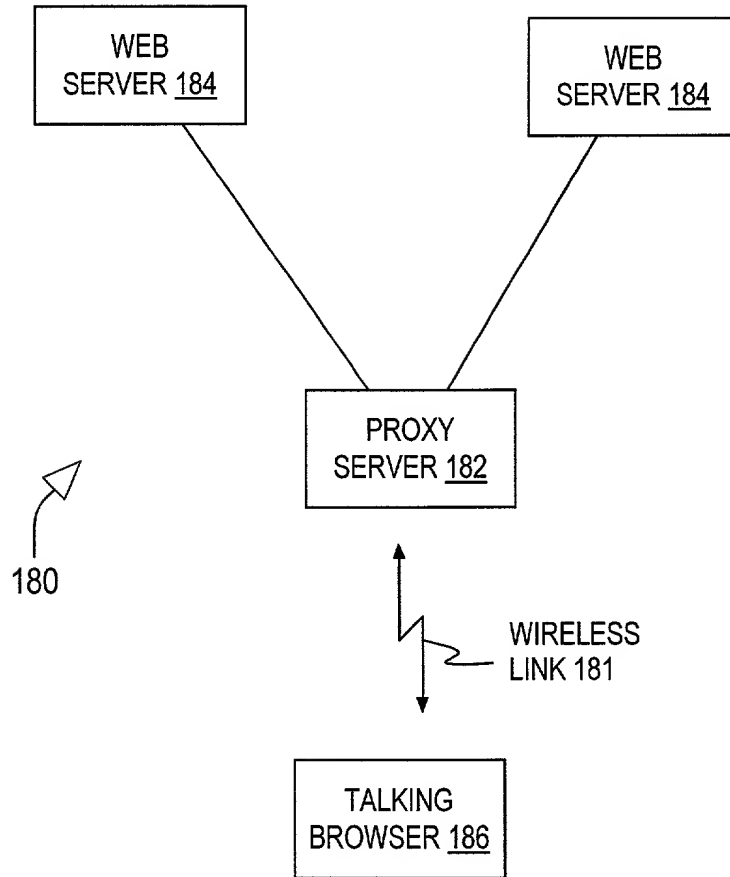 WEB
SERVER 184
WEB
SERVER 184
PROXY
SERVER 182
180
WIRELESS
LINK 181
TALKING
BROWSER 186